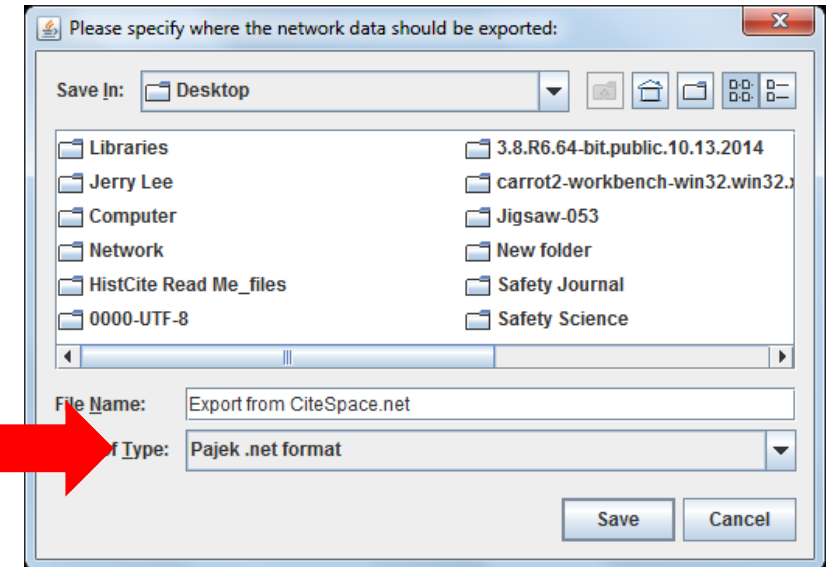 Please specify where the network data should be exported:
Save In: Desktop
Libraries
Jerry Lee
Computer
Network
HistCite Read Me_files
0000-UTF-8
3.8.R6.64-bit.public.10.13.2014
carrot2-workbench-win32.win32.
Jigsaw-053
New folder
Safety Journal
Safety Science
File Name: Export from CiteSpace.net
of Type: Pajek .net format
Save Cancel